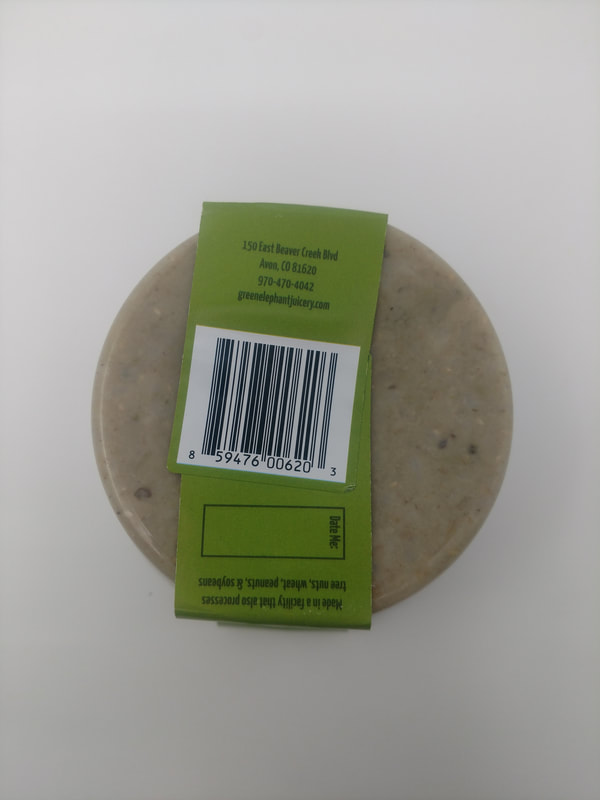 150 East Beaver Creek Blvd
Avon, CO 81620
970-470-4042
greenelephantjuicery.com
8 59476 00620 3
Date Me:
Made in a facility that also processes
tree nuts, wheat, peanuts, & soybeans